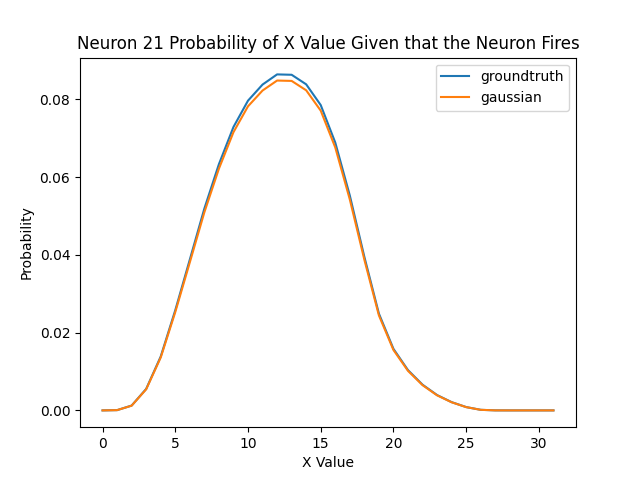 Neuron 21 Probability of X Value Given that the Neuron Fires
groundtruth
gaussian
0.08
0.06
0.04
0.02
0.00
Probability
0 5 10 15 20 25 30
X Value